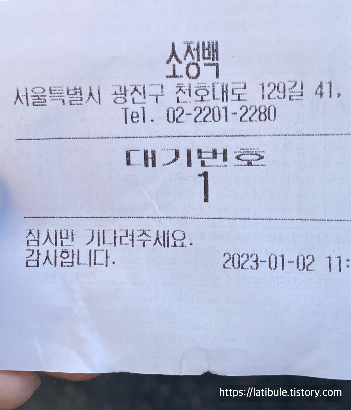 소정백
서울특별시 광진구 천호대로 129길 41,
Tel. 02-2201-2280
대기번호
1
잠시만 기다려주세요.
감사합니다. 2023-01-02 11:
https://latibule.tistory.com